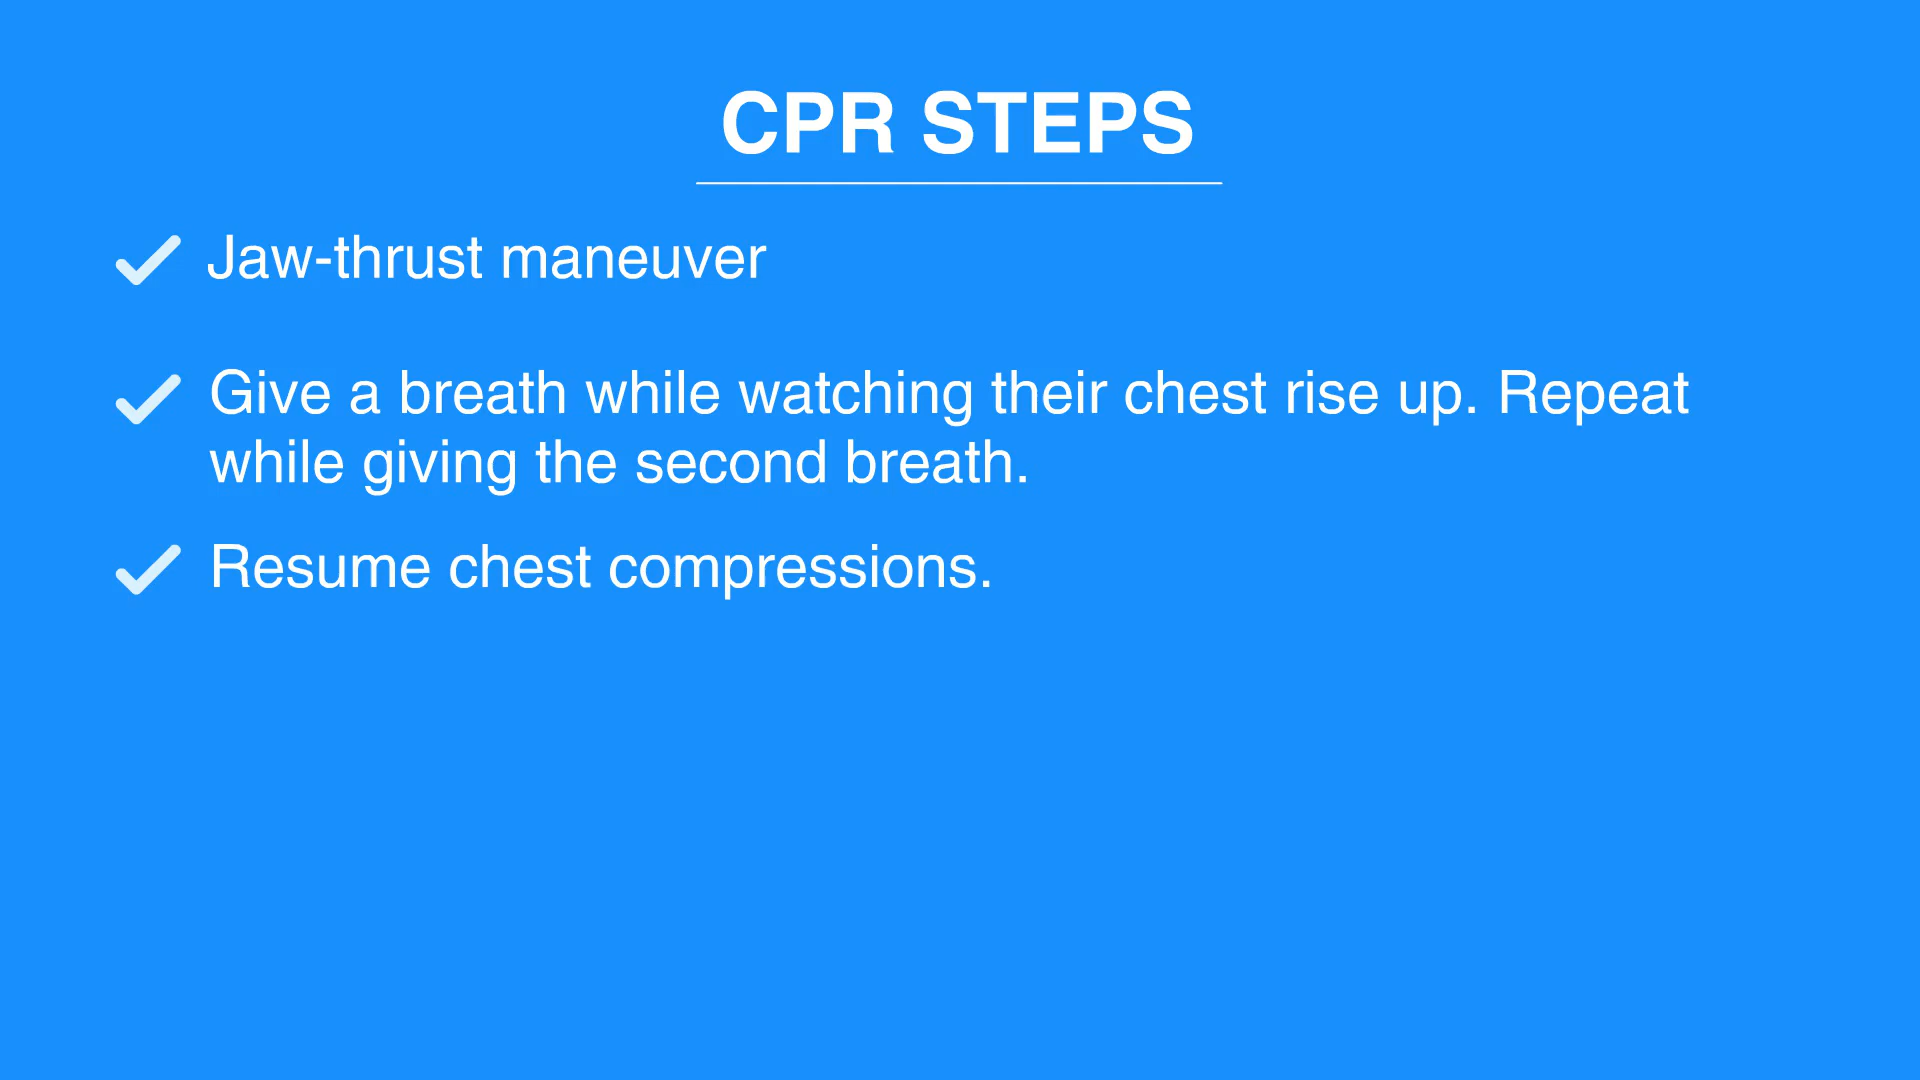 CPR STEPS
Jaw-thrust maneuver
Give a breath while watching their chest rise up. Repeat
while giving the second breath.
Resume chest compressions.